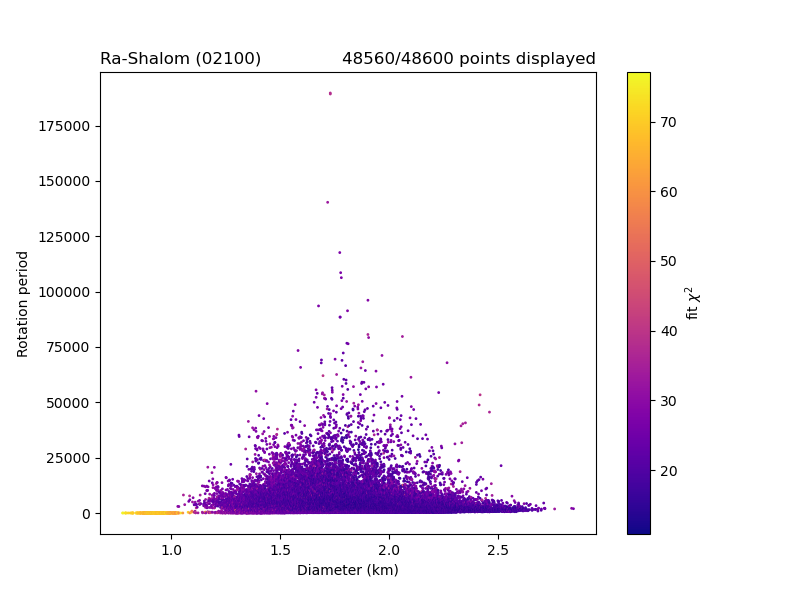 Ra-Shalom (02100) 48560/48600 points displayed
175000
150000
125000
100000
75000
50000
25000
0
Rotation period
1.0 1.5 2.0 2.5
Diameter (km)
70
60
50
40
30
20
fit χ²